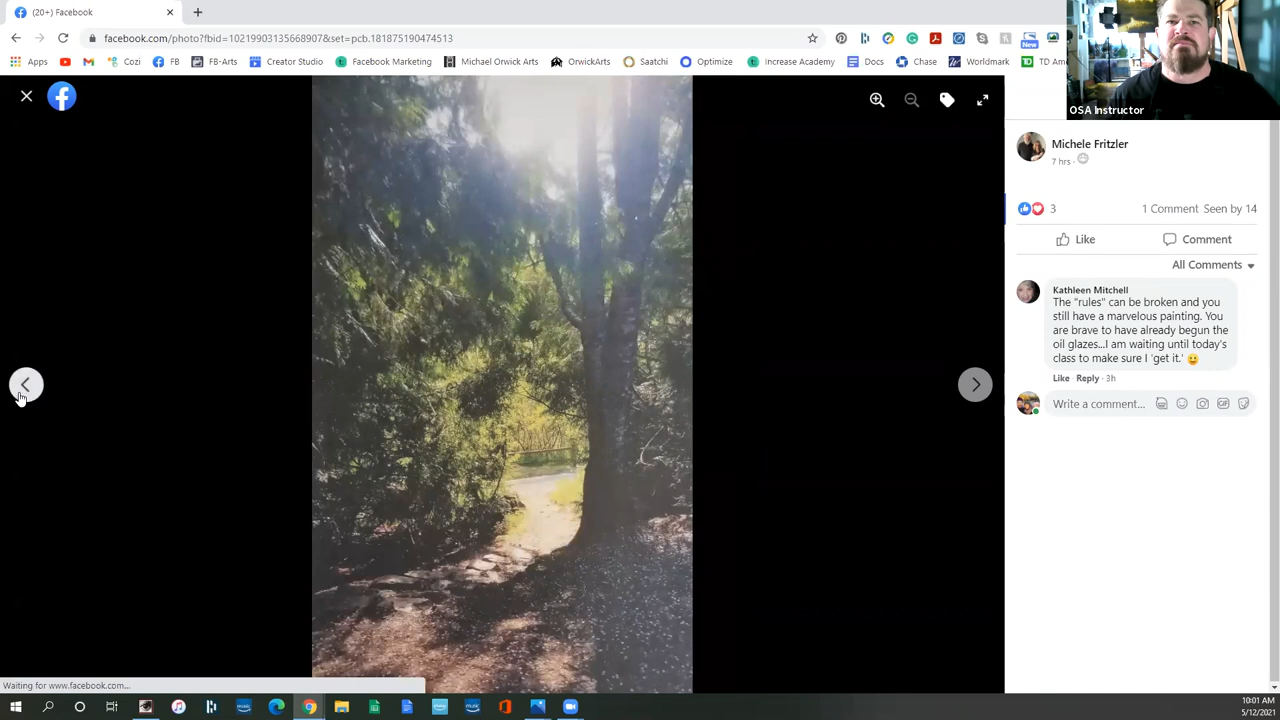 (20+) Facebook
facebook.com/photo?fbid=10219903135668907&set=pcb.181875190474513
New
Apps
Cozi
FB
FB-Arts
Creator Studio
Facebook Marketing
Michael Orwick Arts
OrwickArts
Saatchi
Optimize
Increase Academy
Docs
Chase
Worldmark
TD Am
OSA Instructor
Michele Fritzler
7 hrs ·
3
1 Comment Seen by 14
Like
Comment
All Comments
Kathleen Mitchell
The "rules" can be broken and you
still have a marvelous painting. You
are brave to have already begun the
oil glazes...I am waiting until today's
class to make sure I 'get it.'
Like · Reply · 3h
Write a comment...
GIF
Waiting for www.facebook.com...
10:01 AM
5/12/2021